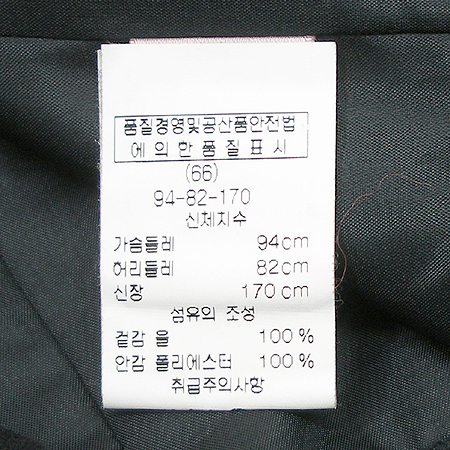 품질경영및공산품안전법
에 의 한 품 질 표 시
(66)
94-82-170
신체치수
가슴둘레 94cm
허리둘레 82cm
신장 170cm
섬유의 조성
겉감 울 100%
안감 폴리에스터 100%
취급주의사항